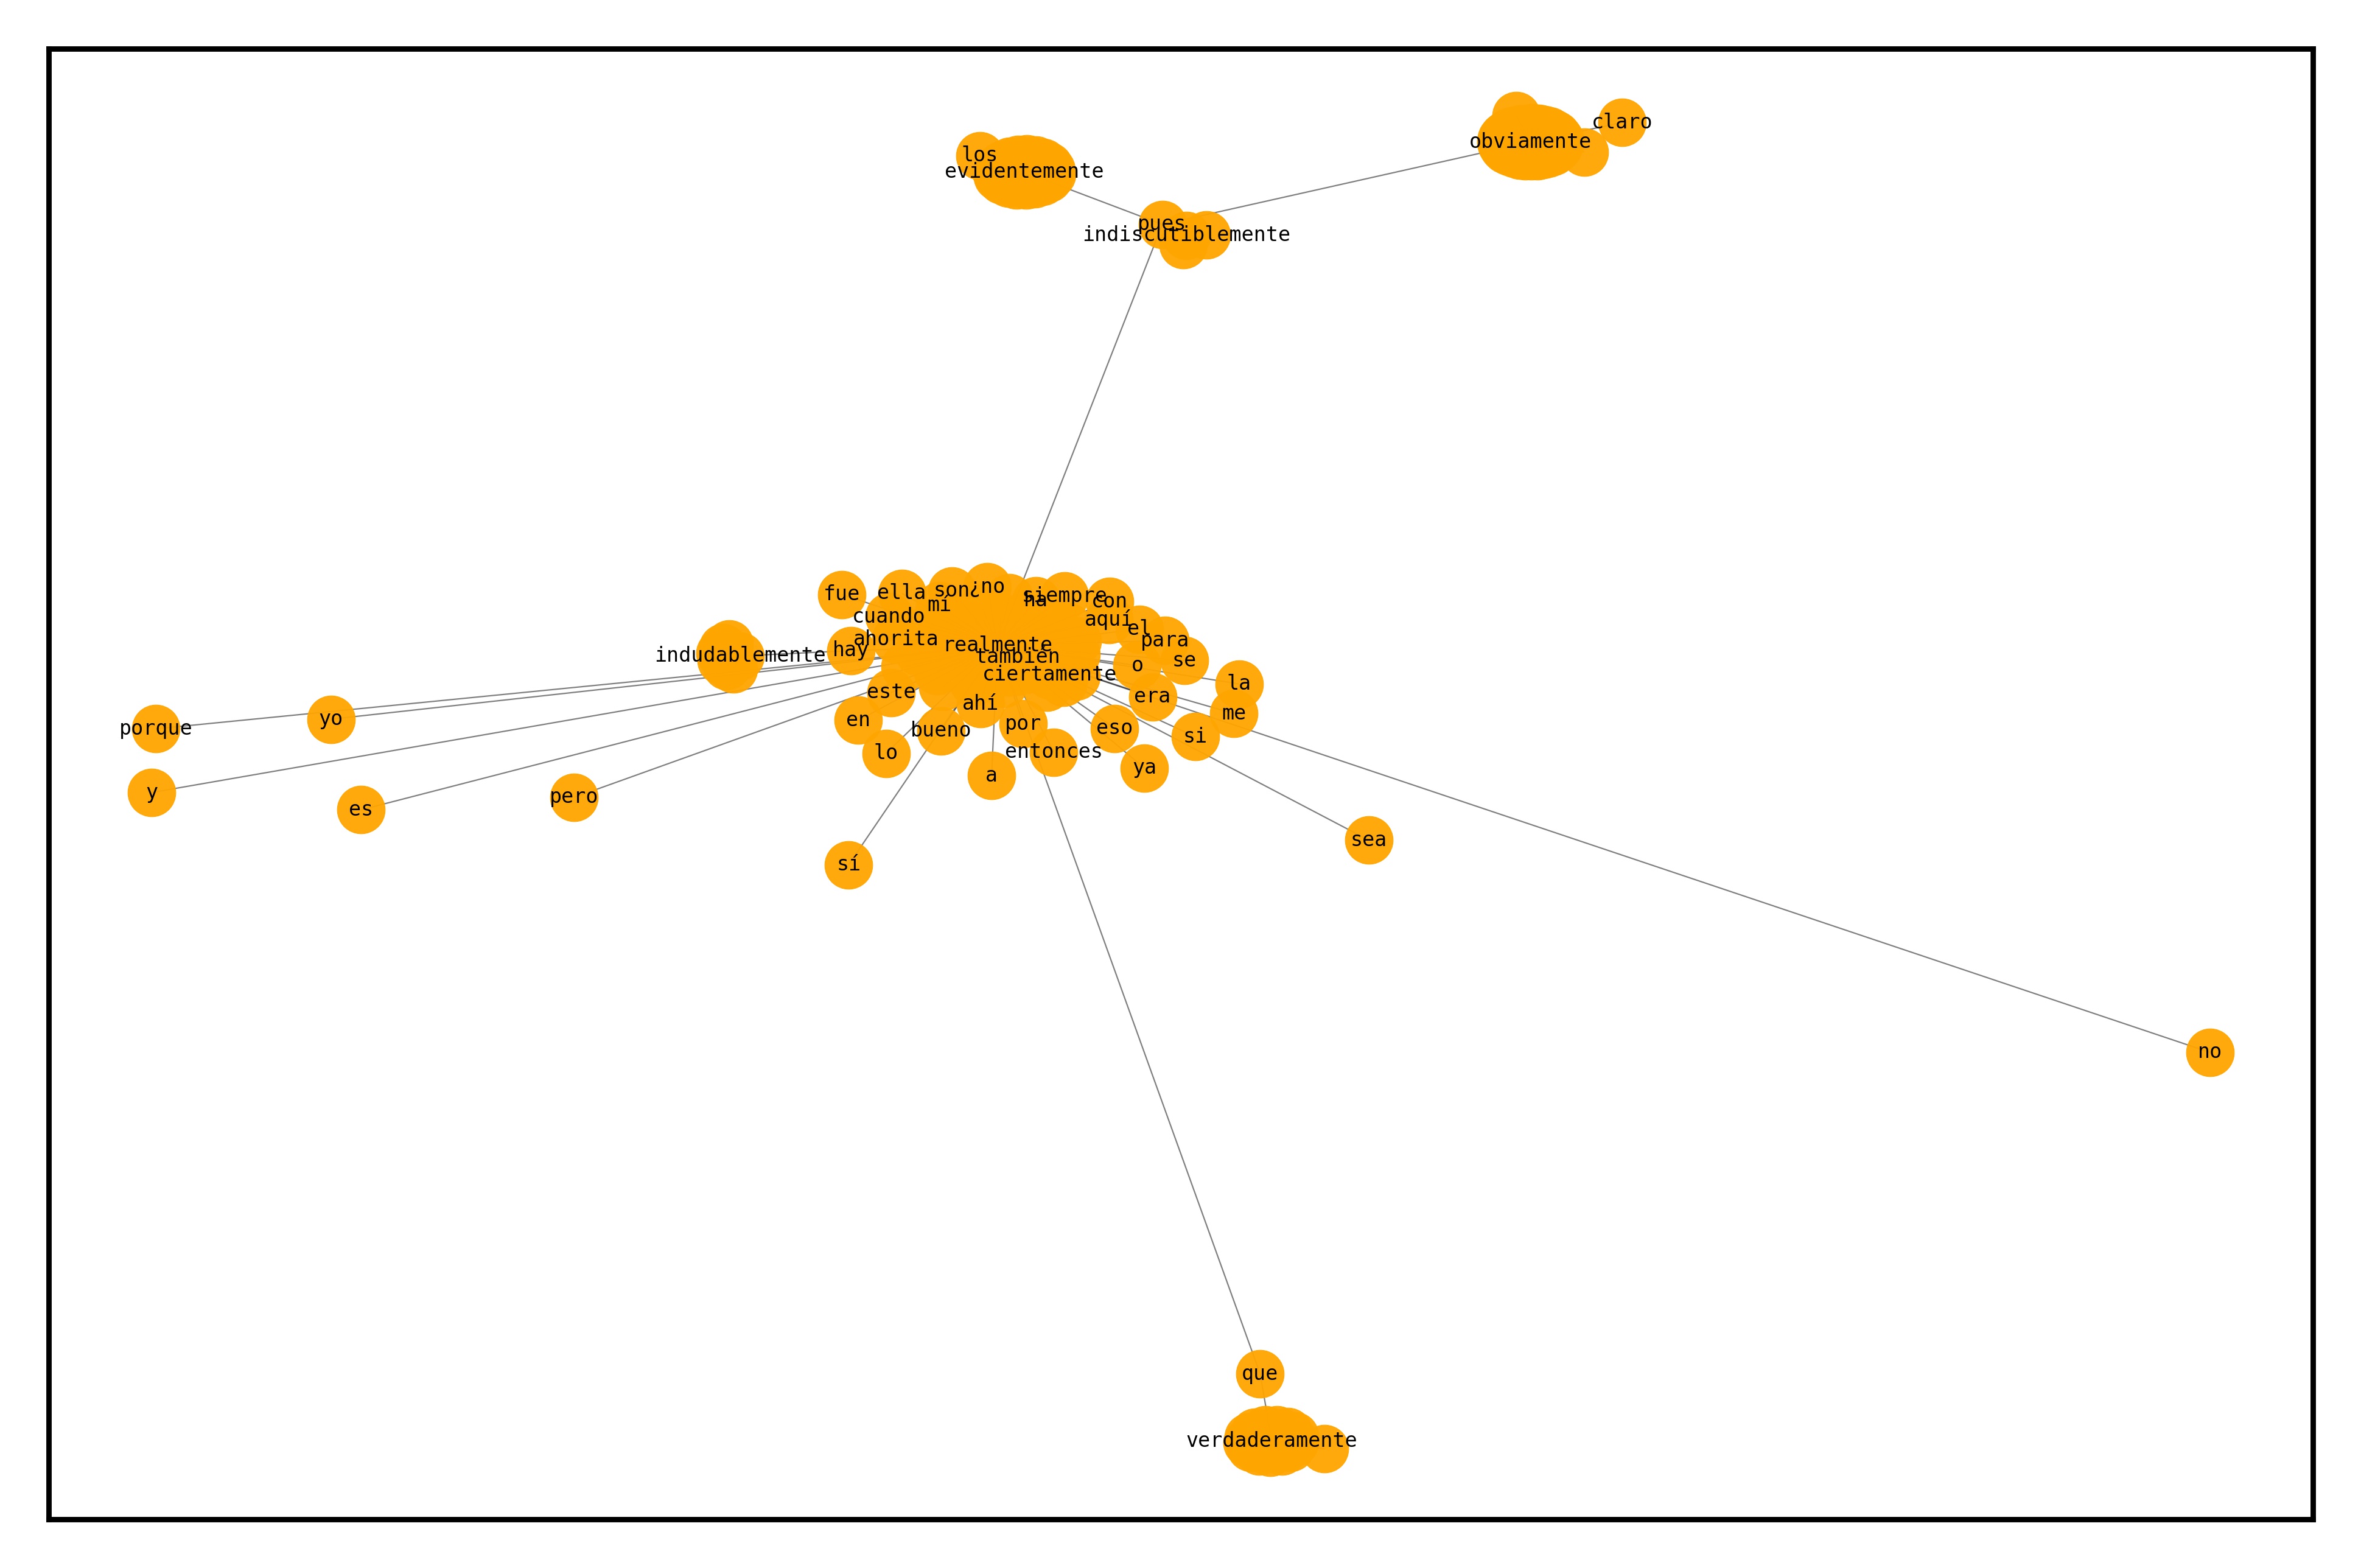 claro
obviamente
los
evidentemente
pues
indiscutiblemente
fue
ella
son
¿no
mí
ha
siempre
con
cuando
aquí
el
ahorita
hay
realmente
para
indudablemente
también
o
se
ciertamente
la
este
era
ahí
me
porque
yo
en
bueno
por
eso
si
lo
entonces
a
ya
y
es
pero
sí
sea
no
que
verdaderamente